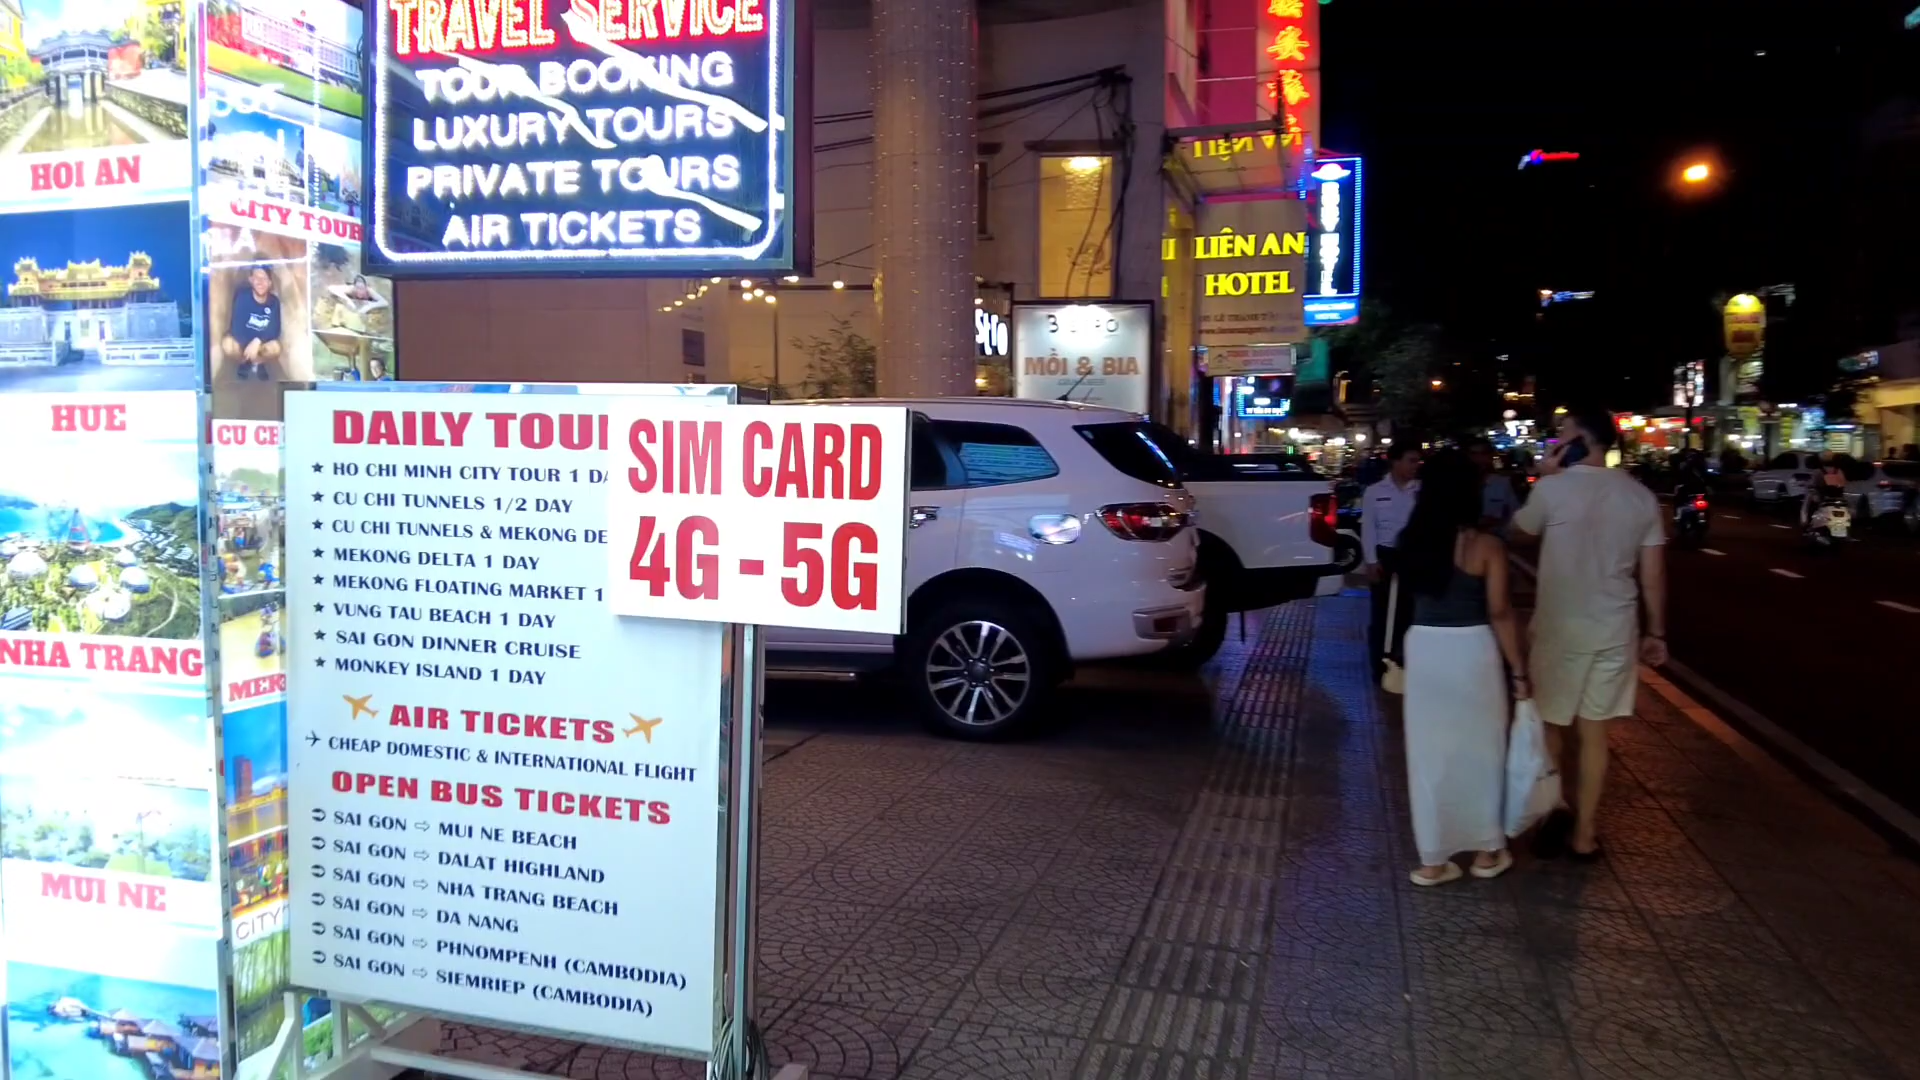 TRAVEL SERVICE
TOUR BOOKING
LUXURY TOURS
PRIVATE TOURS
AIR TICKETS
HOI AN
HUE
NHA TRANG
MUI NE
CITY TOUR
CU CH
MEK
CITY
DAILY TOU
★ HO CHI MINH CITY TOUR 1 DA
★ CU CHI TUNNELS 1/2 DAY
★ CU CHI TUNNELS & MEKONG DE
★ MEKONG DELTA 1 DAY
★ MEKONG FLOATING MARKET 1
★ VUNG TAU BEACH 1 DAY
★ SAI GON DINNER CRUISE
★ MONKEY ISLAND 1 DAY
AIR TICKETS
✈ CHEAP DOMESTIC & INTERNATIONAL FLIGHT
OPEN BUS TICKETS
➲ SAI GON ⇨ MUI NE BEACH
➲ SAI GON ⇨ DALAT HIGHLAND
➲ SAI GON ⇨ NHA TRANG BEACH
➲ SAI GON ⇨ DA NANG
➲ SAI GON ⇨ PHNOMPENH (CAMBODIA)
➲ SAI GON ⇨ SIEMRIEP (CAMBODIA)
SIM CARD
4G - 5G
MỒI & BIA
LIÊN AN
HOTEL
HOTEL